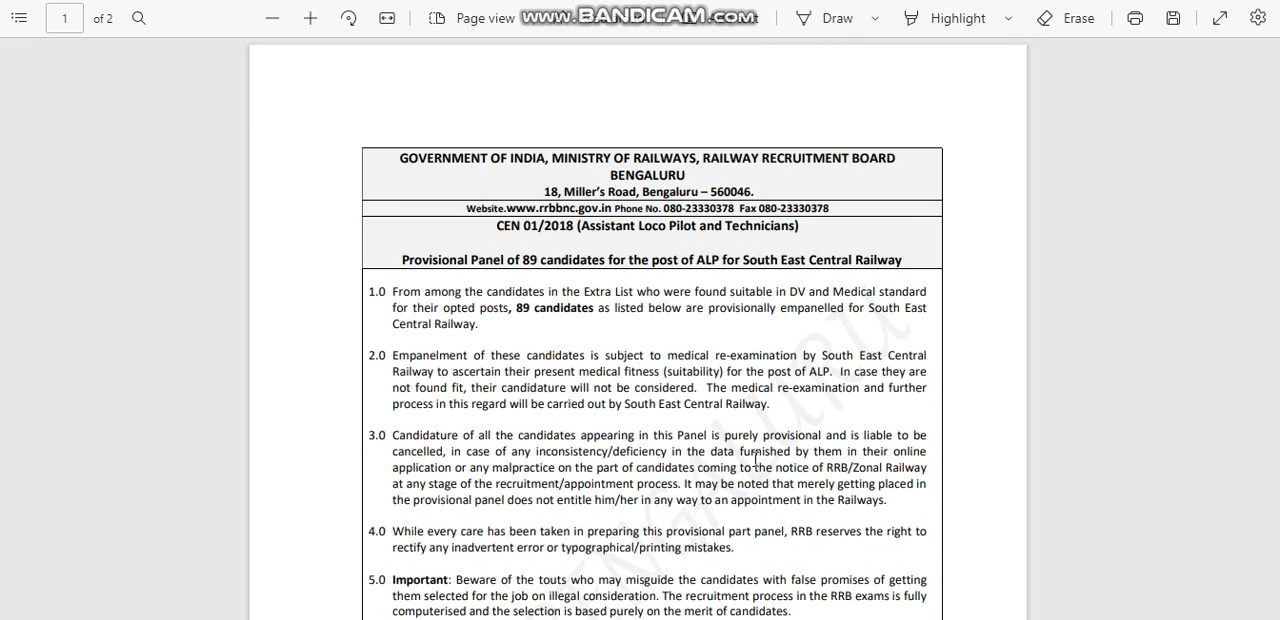 1 of 2 Page view www.BANDICAM.com Draw Highlight Erase
GOVERNMENT OF INDIA, MINISTRY OF RAILWAYS, RAILWAY RECRUITMENT BOARD
BENGALURU
18, Miller's Road, Bengaluru – 560046.
Website.www.rrbbnc.gov.in Phone No. 080-23330378 Fax 080-23330378
CEN 01/2018 (Assistant Loco Pilot and Technicians)
Provisional Panel of 89 candidates for the post of ALP for South East Central Railway
1.0 From among the candidates in the Extra List who were found suitable in DV and Medical standard
for their opted posts, 89 candidates as listed below are provisionally empanelled for South East
Central Railway.
2.0 Empanelment of these candidates is subject to medical re-examination by South East Central
Railway to ascertain their present medical fitness (suitability) for the post of ALP. In case they are
not found fit, their candidature will not be considered. The medical re-examination and further
process in this regard will be carried out by South East Central Railway.
3.0 Candidature of all the candidates appearing in this Panel is purely provisional and is liable to be
cancelled, in case of any inconsistency/deficiency in the data furnished by them in their online
application or any malpractice on the part of candidates coming to the notice of RRB/Zonal Railway
at any stage of the recruitment/appointment process. It may be noted that merely getting placed in
the provisional panel does not entitle him/her in any way to an appointment in the Railways.
4.0 While every care has been taken in preparing this provisional part panel, RRB reserves the right to
rectify any inadvertent error or typographical/printing mistakes.
5.0 Important: Beware of the touts who may misguide the candidates with false promises of getting
them selected for the job on illegal consideration. The recruitment process in the RRB exams is fully
computerised and the selection is based purely on the merit of candidates.